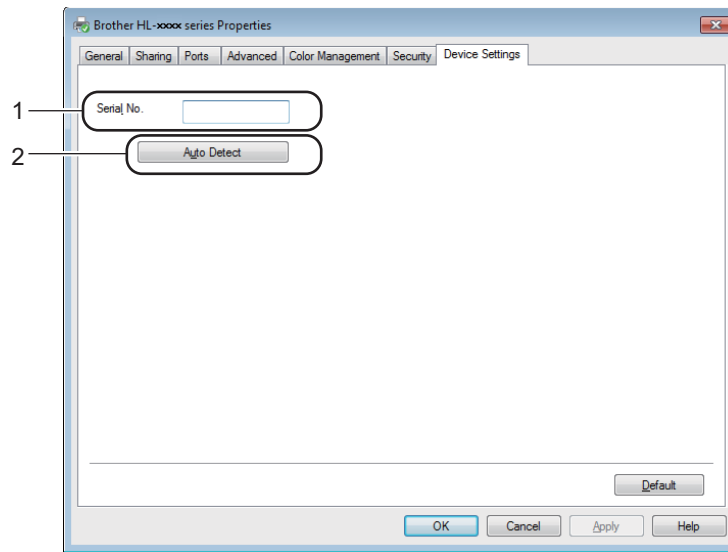 Brother HL-xxxx series Properties
General Sharing Ports Advanced Color Management Security Device Settings
1 Serial No.
2 Auto Detect
Default
OK Cancel Apply Help